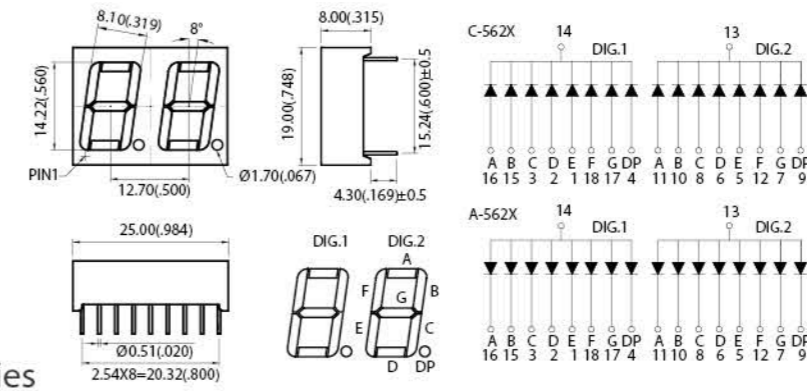 8.10(.319)
8°
14.22(.560)
PIN1
12.70(.500)
Ø1.70(.067)
8.00(.315)
19.00(.748)
15.24(.600)±0.5
4.30(.169)±0.5
25.00(.984)
Ø0.51(.020)
2.54X8=20.32(.800)
DIG.1 DIG.2
A
F B
G
E C
D DP
C-562X 14 DIG.1 13 DIG.2
A B C D E F G DP A B C D E F G DP
16 15 3 2 1 18 17 4 11 10 8 6 5 12 7 9
A-562X 14 DIG.1 13 DIG.2
A B C D E F G DP A B C D E F G DP
16 15 3 2 1 18 17 4 11 10 8 6 5 12 7 9